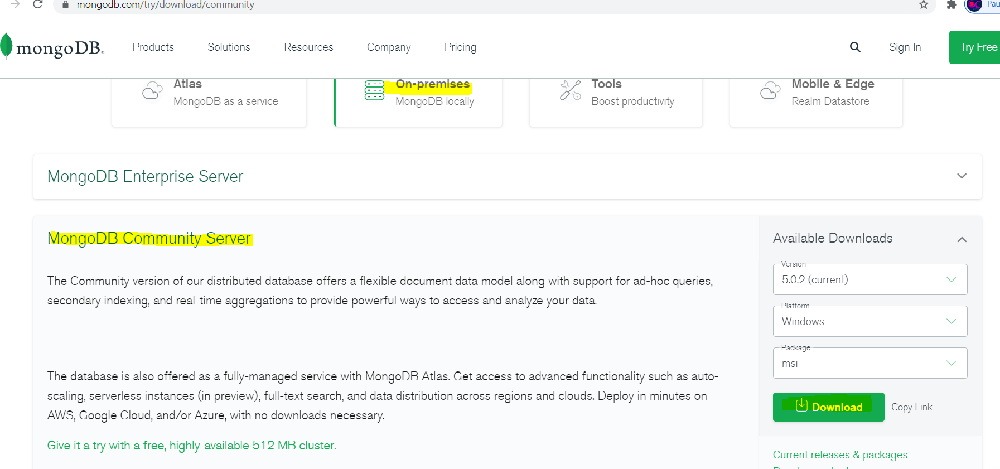 mongodb.com/try/download/community
Pau
mongoDB®
Products Solutions Resources Company Pricing Sign In Try Free
Atlas
MongoDB as a service
On-premises
MongoDB locally
Tools
Boost productivity
Mobile & Edge
Realm Datastore
MongoDB Enterprise Server
MongoDB Community Server
The Community version of our distributed database offers a flexible document data model along with support for ad-hoc queries,
secondary indexing, and real-time aggregations to provide powerful ways to access and analyze your data.
The database is also offered as a fully-managed service with MongoDB Atlas. Get access to advanced functionality such as auto-
scaling, serverless instances (in preview), full-text search, and data distribution across regions and clouds. Deploy in minutes on
AWS, Google Cloud, and/or Azure, with no downloads necessary.
Give it a try with a free, highly-available 512 MB cluster.
Available Downloads
Version
5.0.2 (current)
Platform
Windows
Package
msi
Download Copy Link
Current releases & packages